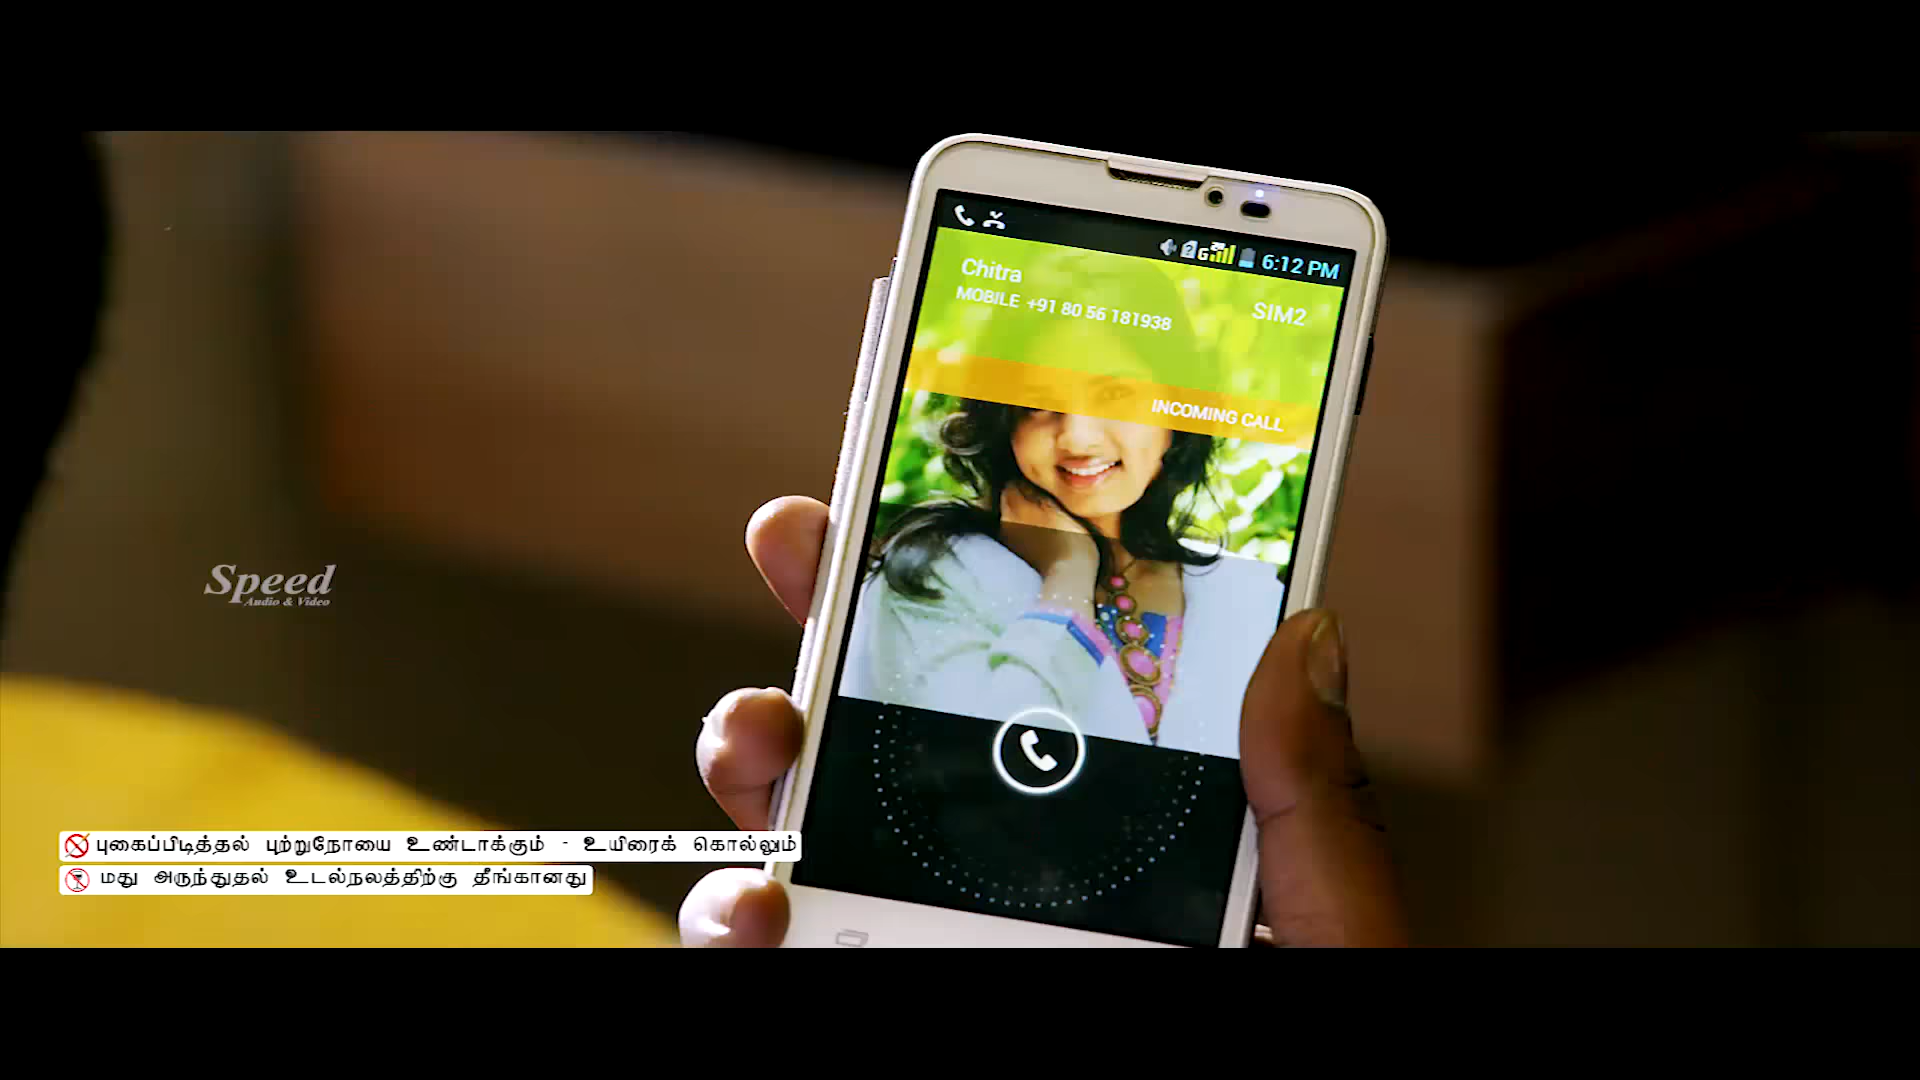 6:12 PM
Chitra
MOBILE +91 80 56 181938
SIM2
INCOMING CALL
Speed
Audio & Video
புகைப்பிடித்தல் புற்றுநோயை உண்டாக்கும் - உயிரைக் கொல்லும்
மது அருந்துதல் உடல்நலத்திற்கு தீங்கானது